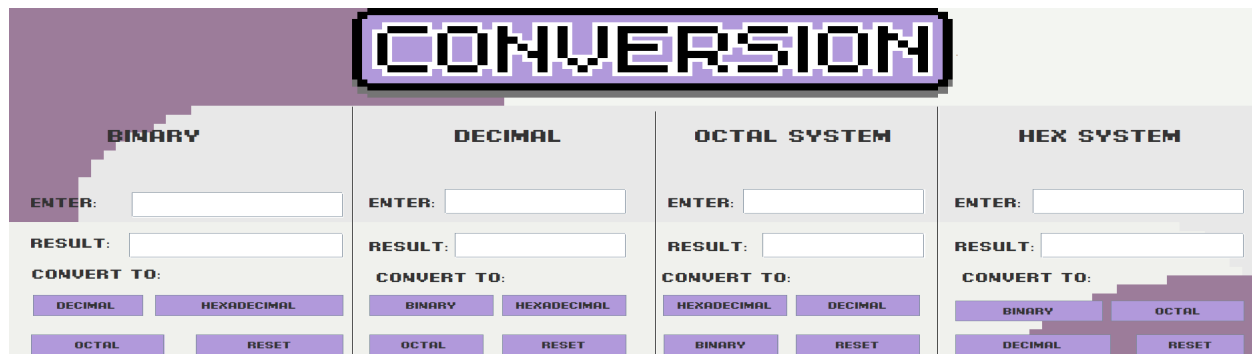 CONVERSION
BINARY
ENTER:
RESULT:
CONVERT TO:
DECIMAL HEXADECIMAL
OCTAL RESET
DECIMAL
ENTER:
RESULT:
CONVERT TO:
BINARY HEXADECIMAL
OCTAL RESET
OCTAL SYSTEM
ENTER:
RESULT:
CONVERT TO:
HEXADECIMAL DECIMAL
BINARY RESET
HEX SYSTEM
ENTER:
RESULT:
CONVERT TO:
BINARY OCTAL
DECIMAL RESET